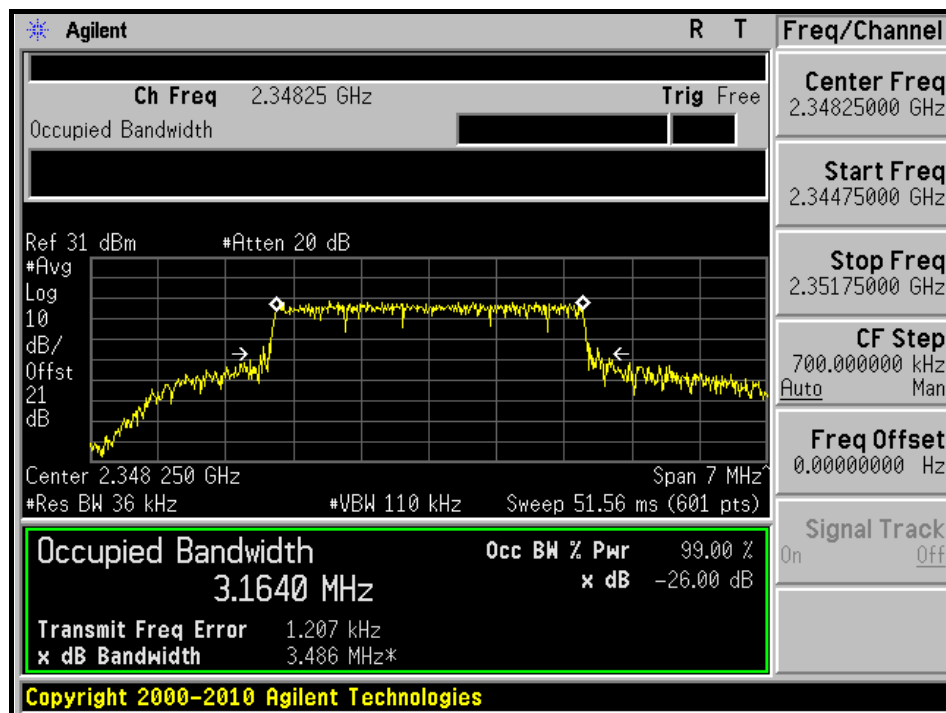 Agilent R T Freq/Channel
Ch Freq 2.34825 GHz Trig Free
Occupied Bandwidth
Center Freq
2.34825000 GHz
Start Freq
2.34475000 GHz
Stop Freq
2.35175000 GHz
CF Step
700.000000 kHz
Auto Man
Freq Offset
0.00000000 Hz
Signal Track
On Off
Ref 31 dBm #Atten 20 dB
#Avg
Log
10
dB/
Offst
21
dB
Center 2.348 250 GHz Span 7 MHz^
#Res BW 36 kHz #VBW 110 kHz Sweep 51.56 ms (601 pts)
Occupied Bandwidth Occ BW % Pwr 99.00 %
3.1640 MHz x dB -26.00 dB
Transmit Freq Error 1.207 kHz
x dB Bandwidth 3.486 MHz*
Copyright 2000-2010 Agilent Technologies